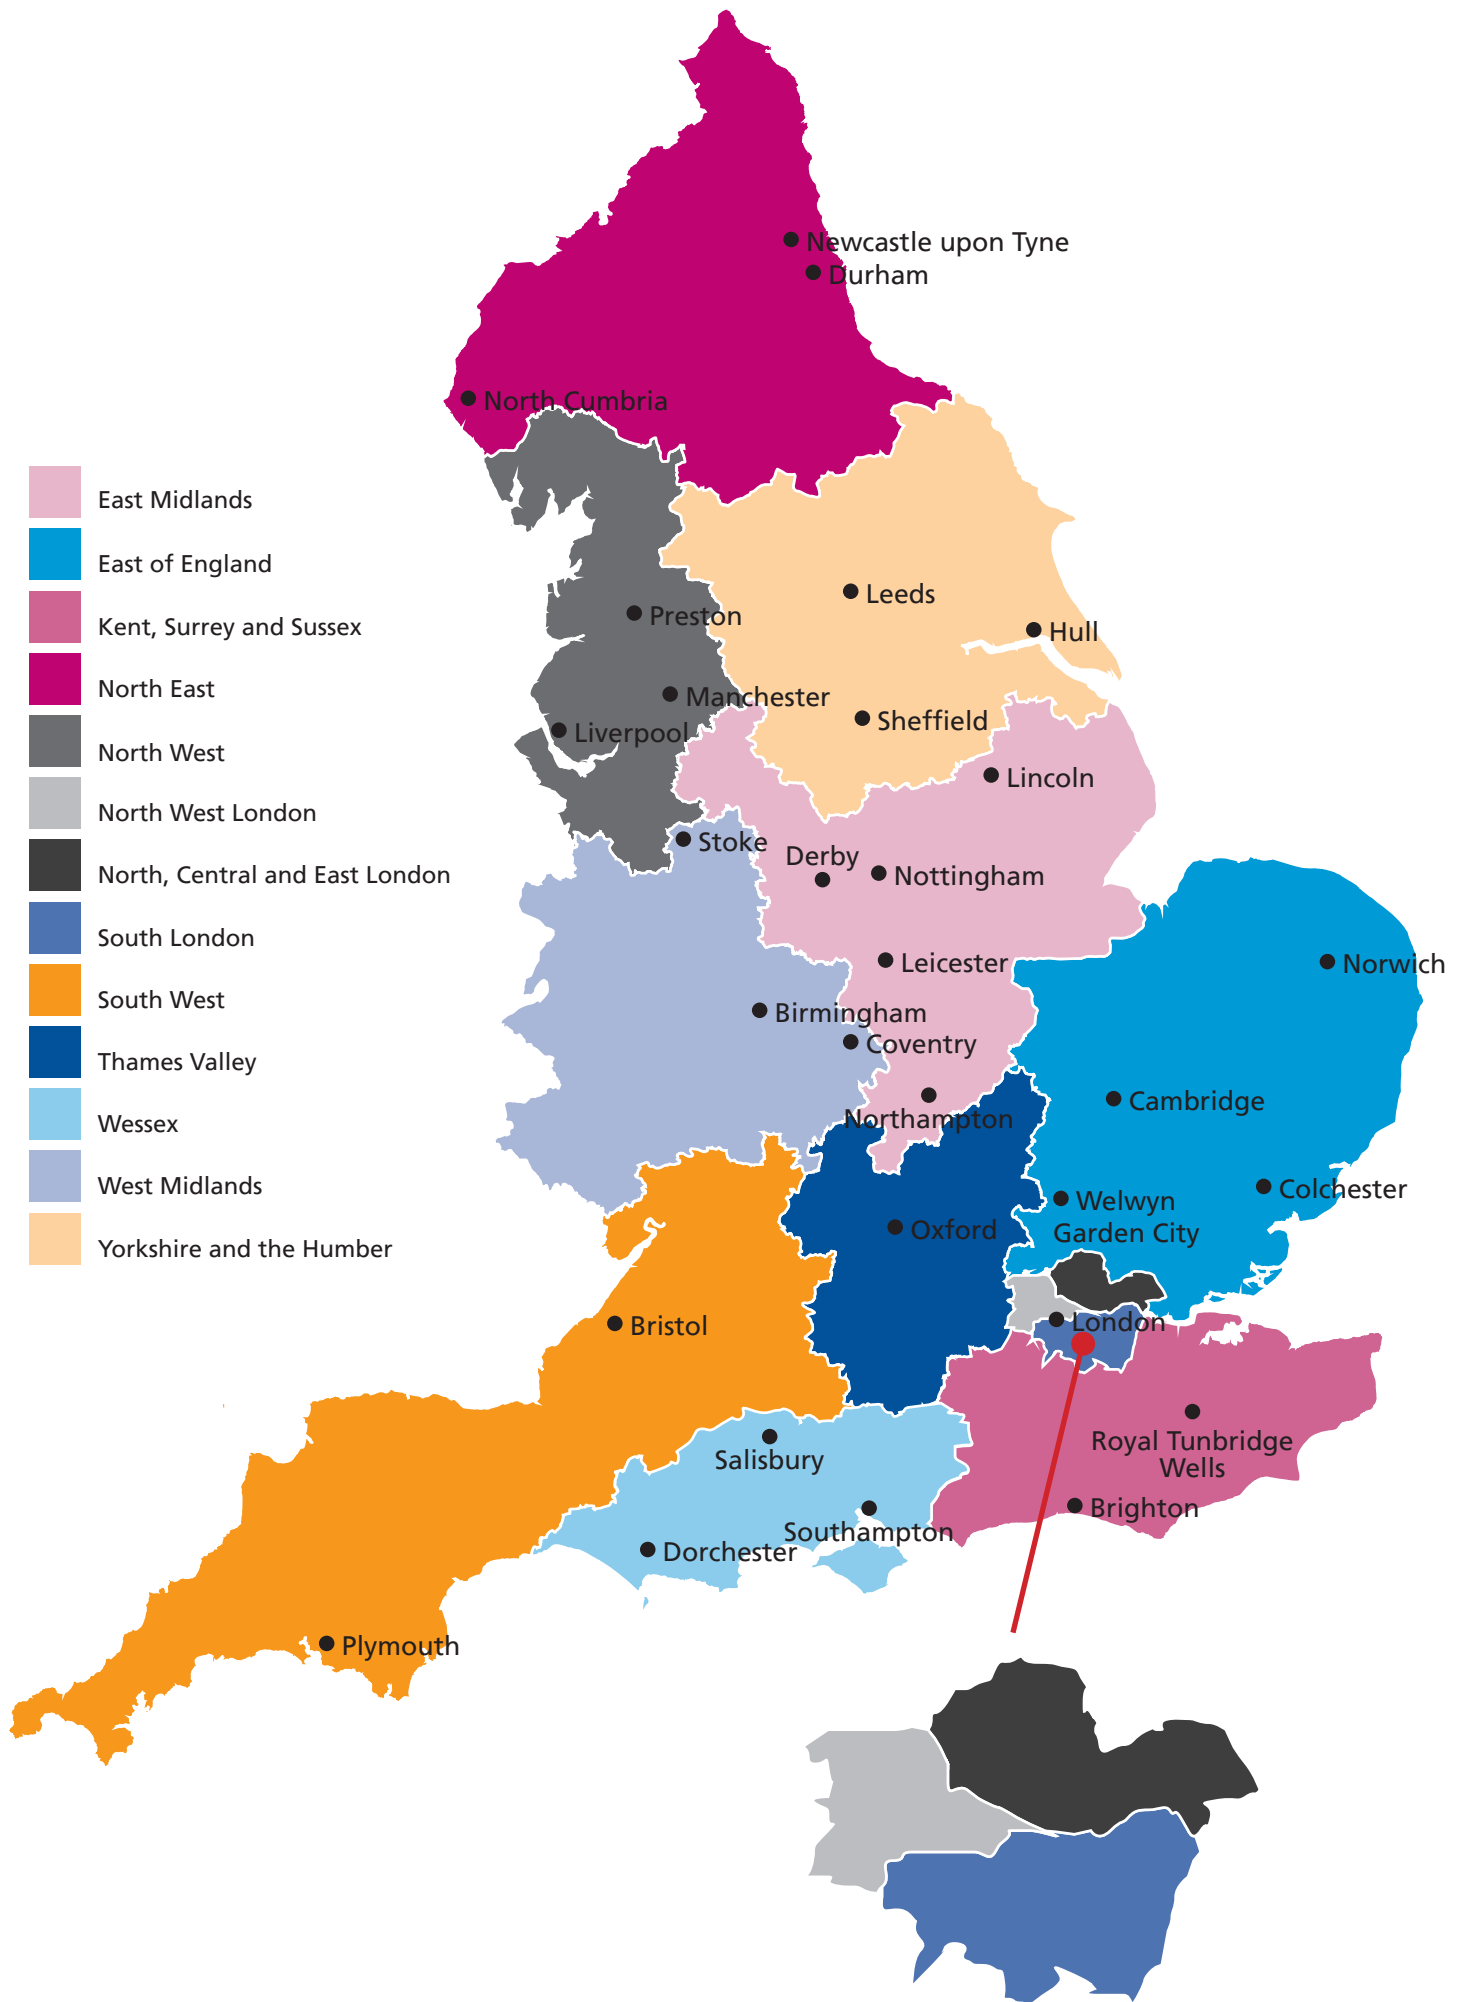 Newcastle upon Tyne
Durham
North Cumbria
East Midlands
East of England
Kent, Surrey and Sussex
North East
North West
North West London
North, Central and East London
South London
South West
Thames Valley
Wessex
West Midlands
Yorkshire and the Humber
Leeds
Preston
Hull
Manchester
Sheffield
Liverpool
Lincoln
Stoke
Derby
Nottingham
Leicester
Norwich
Birmingham
Coventry
Cambridge
Northampton
Colchester
Welwyn
Garden City
Oxford
London
Bristol
Royal Tunbridge
Wells
Salisbury
Brighton
Southampton
Dorchester
Plymouth